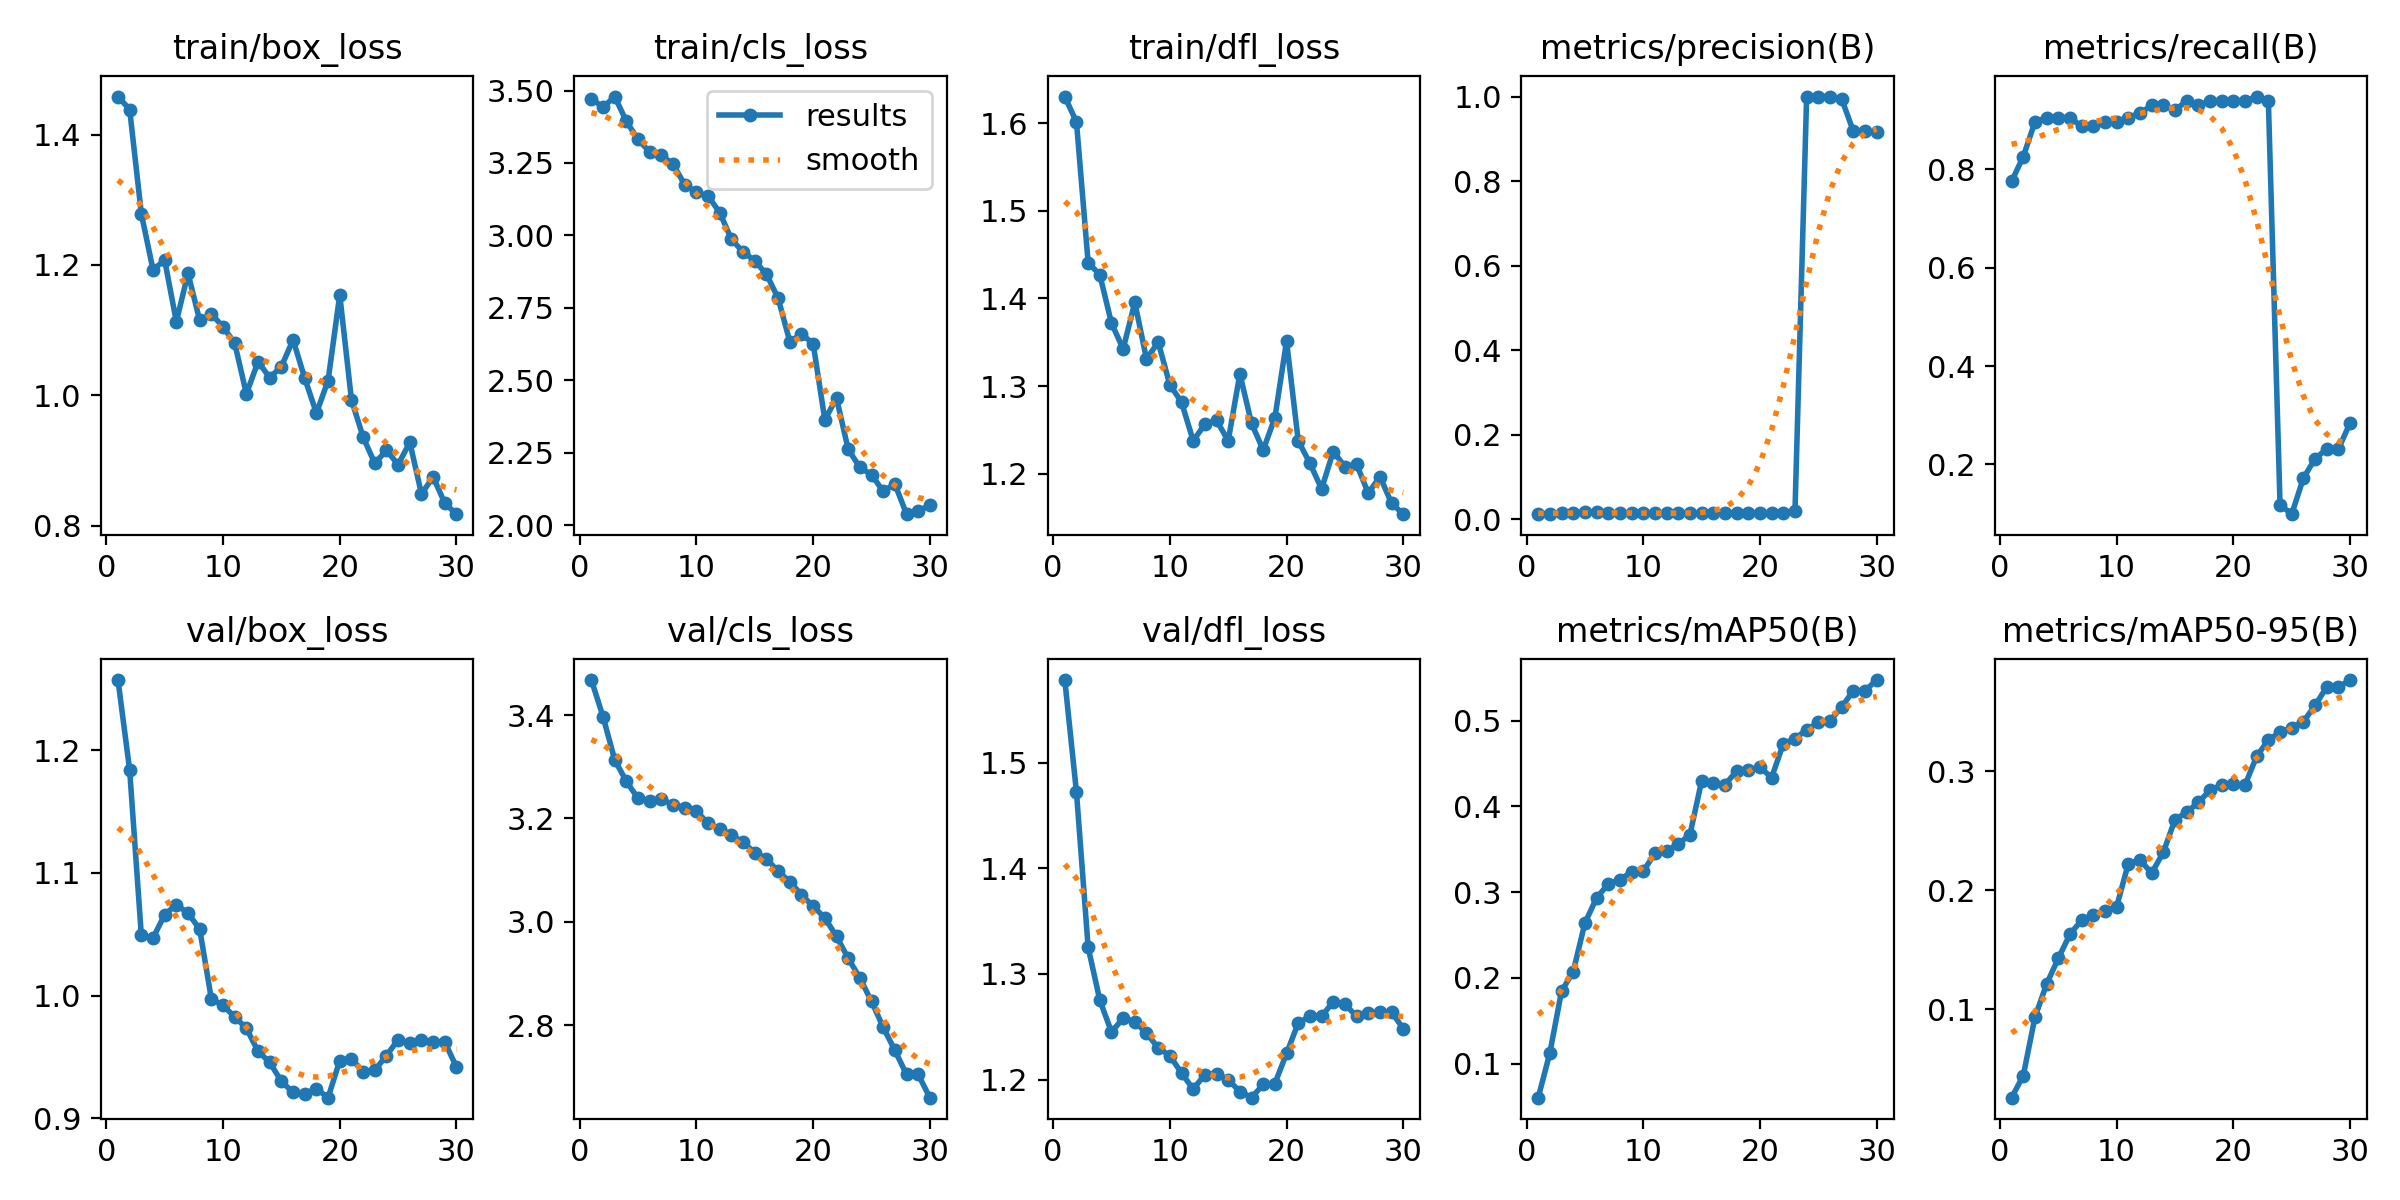 train/box_loss
1.4
1.2
1.0
0.8
0 10 20 30
train/cls_loss
3.50
3.25
3.00
2.75
2.50
2.25
2.00
0 10 20 30
results
smooth
train/dfl_loss
1.6
1.5
1.4
1.3
1.2
0 10 20 30
metrics/precision(B)
1.0
0.8
0.6
0.4
0.2
0.0
0 10 20 30
metrics/recall(B)
0.8
0.6
0.4
0.2
0 10 20 30
val/box_loss
1.2
1.1
1.0
0.9
0 10 20 30
val/cls_loss
3.4
3.2
3.0
2.8
0 10 20 30
val/dfl_loss
1.5
1.4
1.3
1.2
0 10 20 30
metrics/mAP50(B)
0.5
0.4
0.3
0.2
0.1
0 10 20 30
metrics/mAP50-95(B)
0.3
0.2
0.1
0 10 20 30